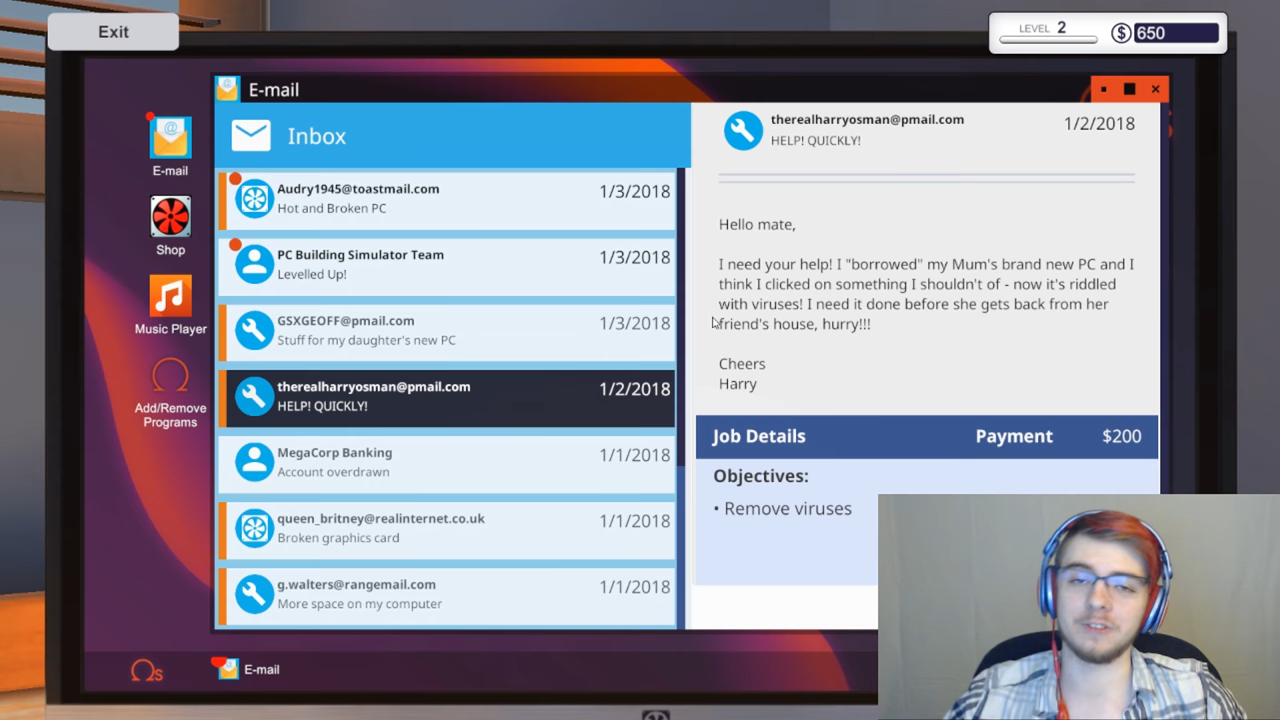 Exit
LEVEL 2
$ 650
E-mail
Shop
Music Player
Add/Remove
Programs
E-mail
Inbox
Audry1945@toastmail.com 1/3/2018
Hot and Broken PC
PC Building Simulator Team 1/3/2018
Levelled Up!
GSXGEOFF@pmail.com 1/3/2018
Stuff for my daughter's new PC
therealharryosman@pmail.com 1/2/2018
HELP! QUICKLY!
MegaCorp Banking 1/1/2018
Account overdrawn
queen_britney@realinternet.co.uk 1/1/2018
Broken graphics card
g.walters@rangemail.com 1/1/2018
More space on my computer
therealharryosman@pmail.com 1/2/2018
HELP! QUICKLY!
Hello mate,
I need your help! I "borrowed" my Mum's brand new PC and I
think I clicked on something I shouldn't of - now it's riddled
with viruses! I need it done before she gets back from her
friend's house, hurry!!!
Cheers
Harry
Job Details Payment $200
Objectives:
• Remove viruses
Ωs E-mail